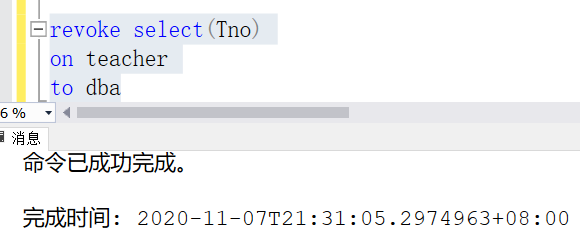 revoke select(Tno)
on teacher
to dba
6 %
消息
命令已成功完成。
完成时间: 2020-11-07T21:31:05.2974963+08:00